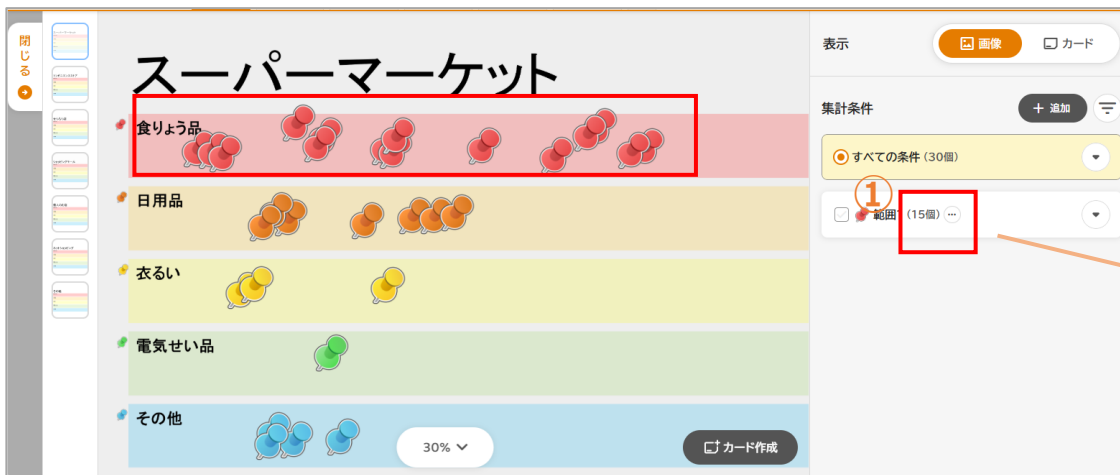 閉じる
スーパーマーケット
食りょう品
日用品
衣るい
電気せい品
その他
30%
カード作成
表示
画像
カード
集計条件
+ 追加
すべての条件 (30個)
①
範囲 (15個)